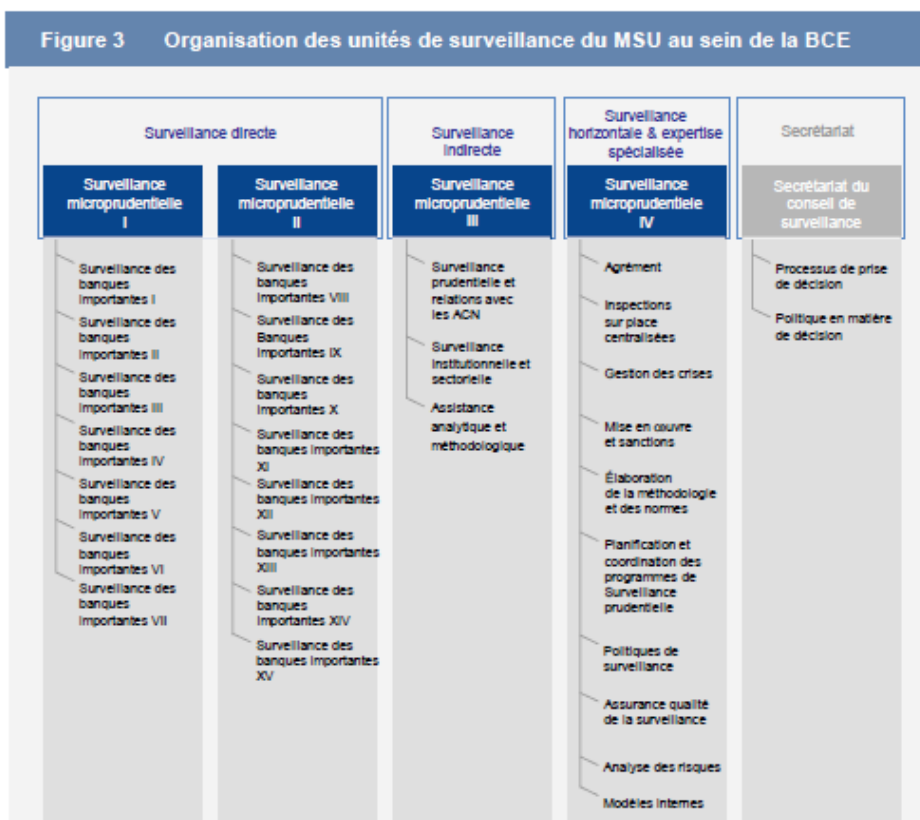 Figure 3 Organisation des unités de surveillance du MSU au sein de la BCE
Surveillance directe
Surveillance
microprudentielle
I
Surveillance des
banques
importantes I
Surveillance des
banques
importantes II
Surveillance des
banques
importantes III
Surveillance des
banques
importantes IV
Surveillance des
banques
importantes V
Surveillance des
banques
importantes VI
Surveillance des
banques
importantes VII
Surveillance
microprudentielle
II
Surveillance des
banques
importantes VIII
Surveillance des
Banques
importantes IX
Surveillance des
banques
importantes X
Surveillance des
banques importantes
XI
Surveillance des
banques importantes
XII
Surveillance des
banques importantes
XIII
Surveillance des
banques
importantes XIV
Surveillance des
banques importantes
XV
Surveillance
indirecte
Surveillance
microprudentielle
III
Surveillance
prudentielle et
relations avec
les ACN
Surveillance
institutionnelle et
sectorielle
Assistance
analytique et
méthodologique
Surveillance
horizontale & expertise
spécialisée
Surveillance
microprudentiele
IV
Agrément
Inspections
sur place
centralisées
Gestion des crises
Mise en œuvre
et sanctions
Élaboration
de la méthodologie
et des normes
Planification et
coordination des
programmes de
Surveillance
prudentielle
Politiques de
surveillance
Assurance qualité
de la surveillance
Analyse des risques
Modèles internes
Secrétariat
Secrétariat du
conseil de
surveillance
Processus de prise
de décision
Politique en matière
de décision